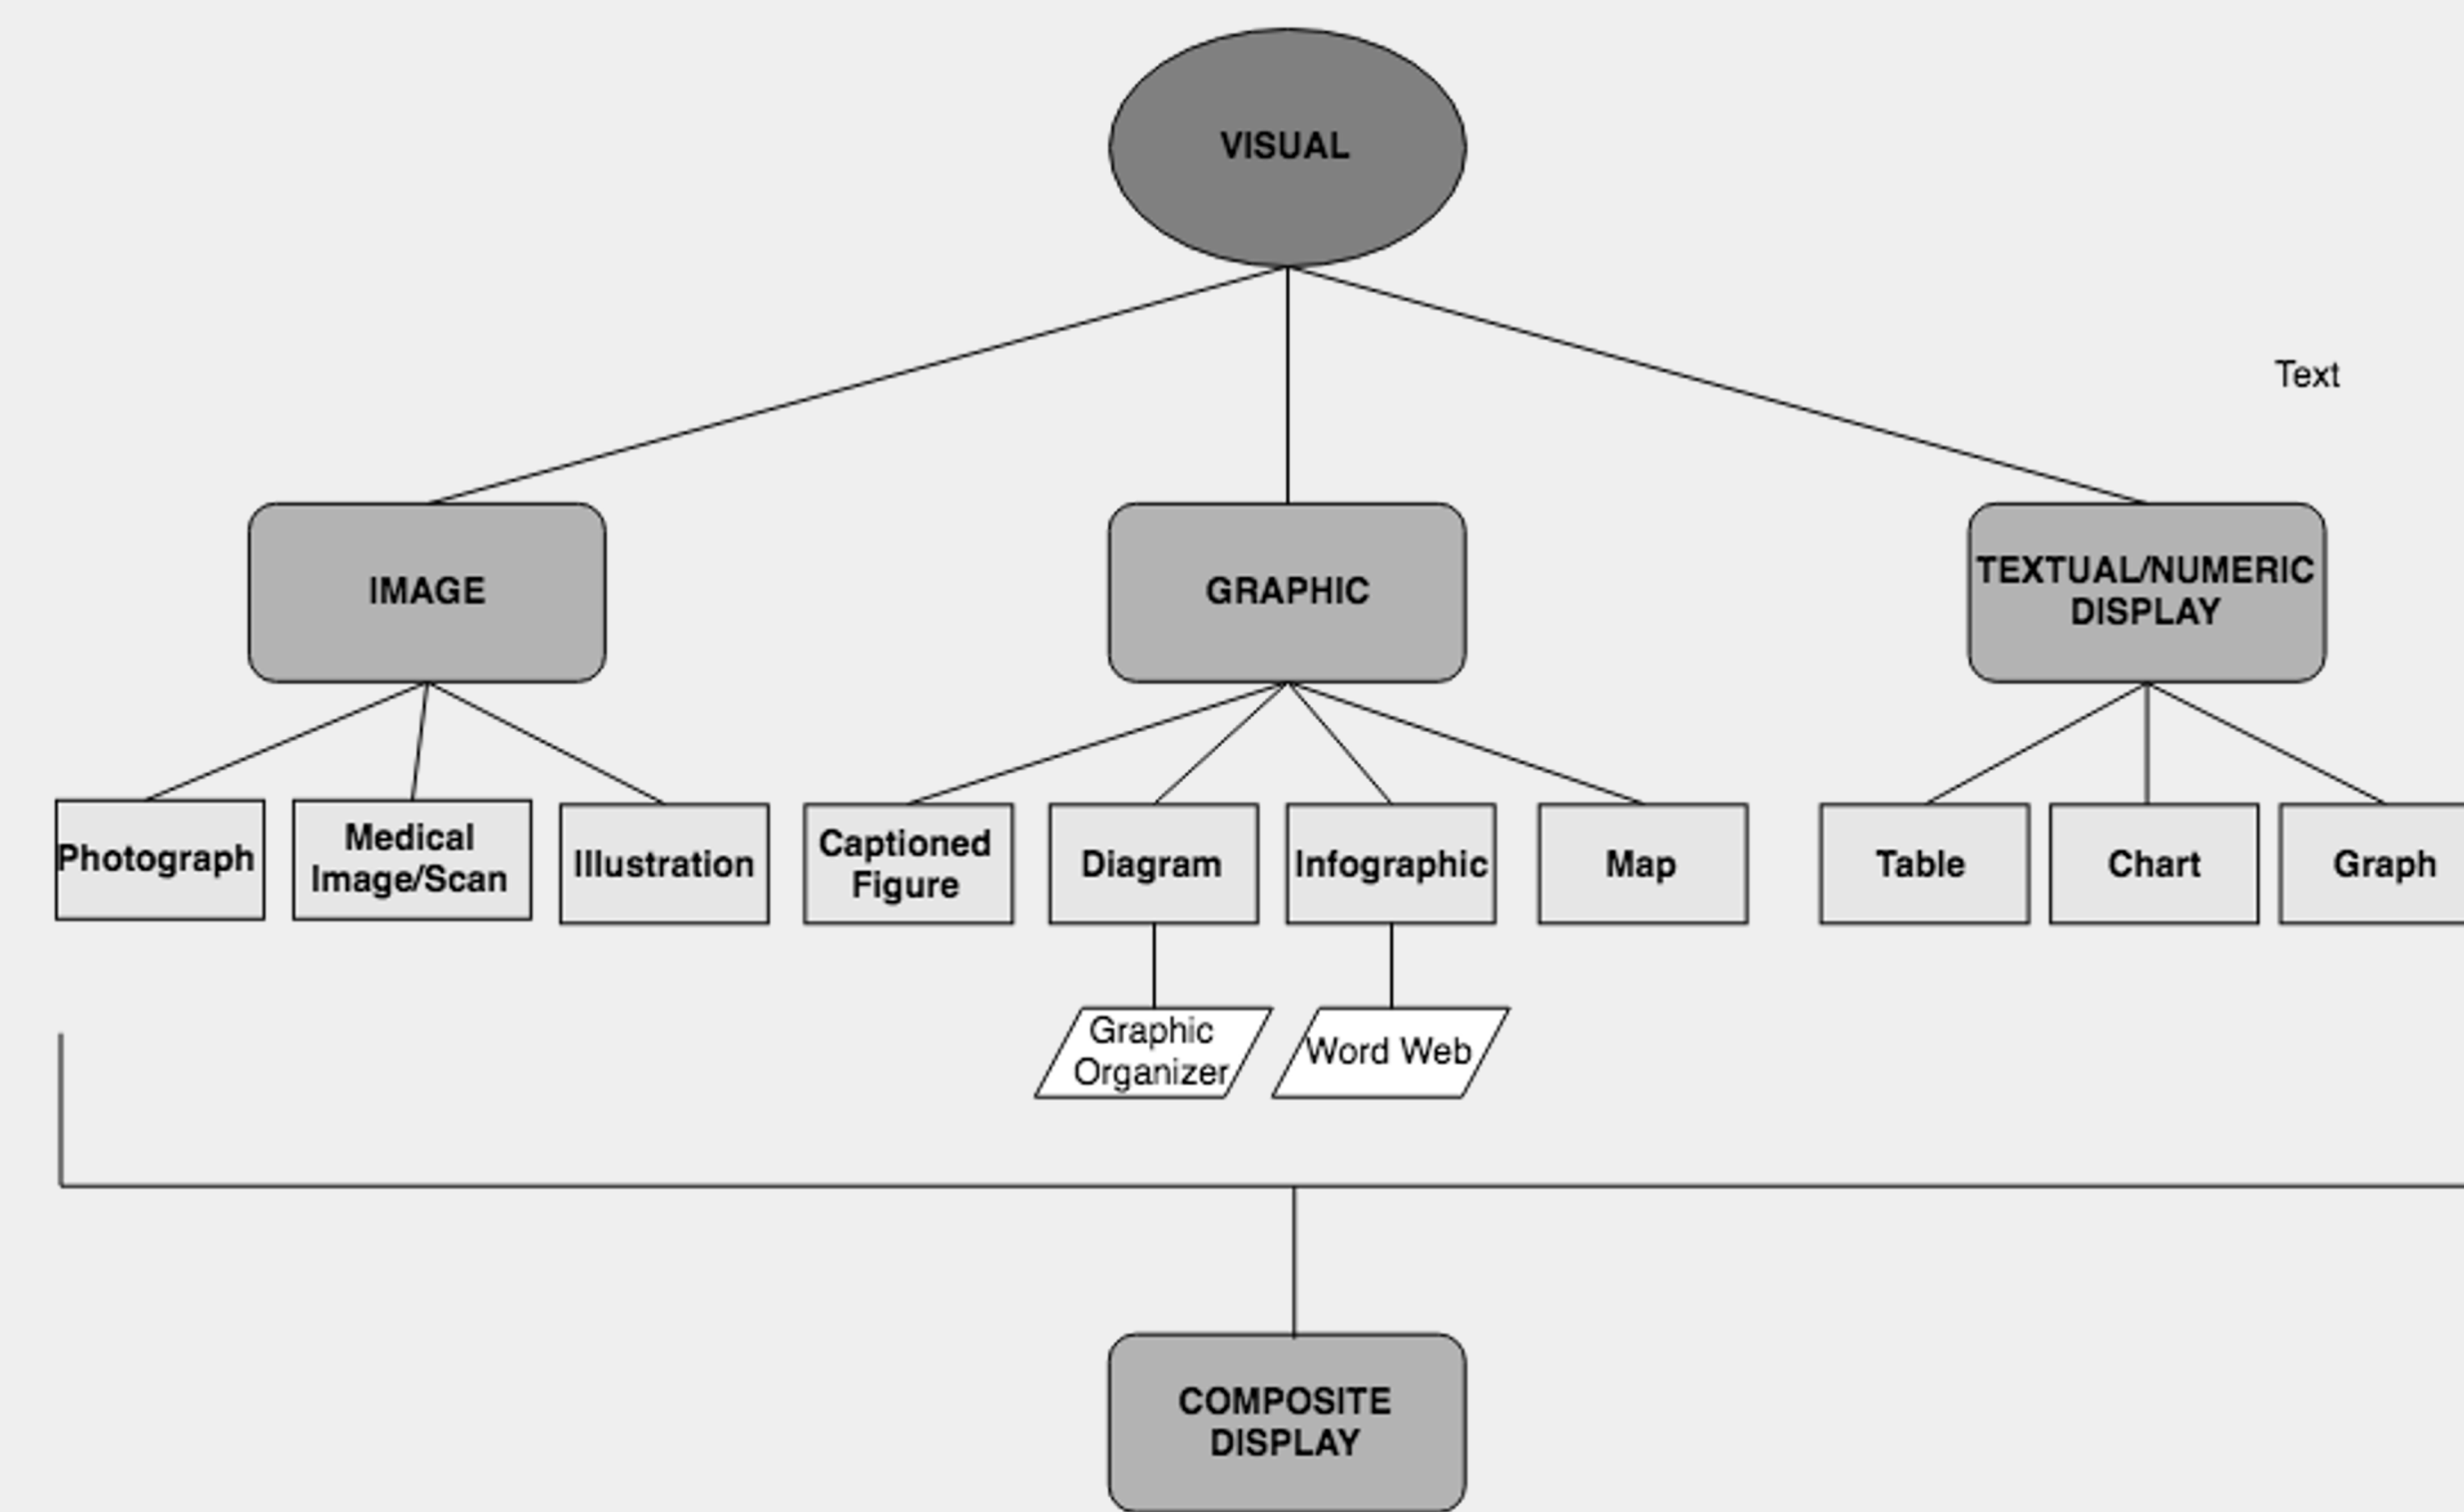 VISUAL
Text
IMAGE
GRAPHIC
TEXTUAL/NUMERIC
DISPLAY
Photograph
Medical
Image/Scan
Illustration
Captioned
Figure
Diagram
Infographic
Map
Table
Chart
Graph
Graphic
Organizer
Word Web
COMPOSITE
DISPLAY